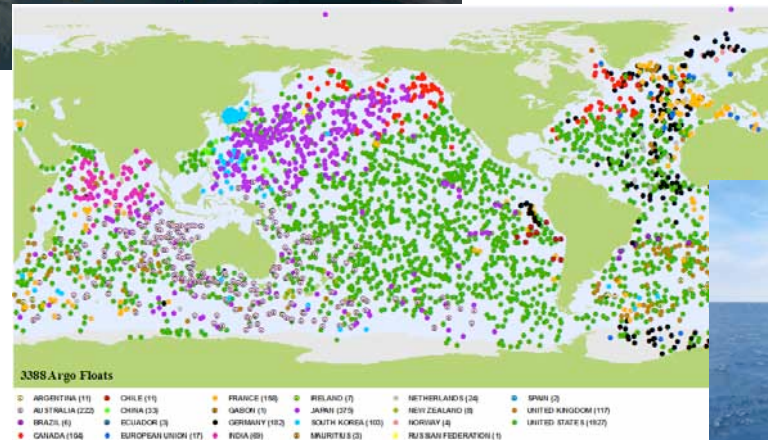 3388 Argo Floats
ARGENTINA (11) CHILE (11) FRANCE (158) IRELAND (7) NETHERLANDS (24) SPAIN (2)
AUSTRALIA (222) CHINA (33) GABON (1) JAPAN (375) NEW ZEALAND (8) UNITED KINGDOM (117)
BRAZIL (6) ECUADOR (3) GERMANY (182) SOUTH KOREA (103) NORWAY (4) UNITED STATES (1927)
CANADA (104) EUROPEAN UNION (17) INDIA (69) MAURITIUS (3) RUSSIAN FEDERATION (1)